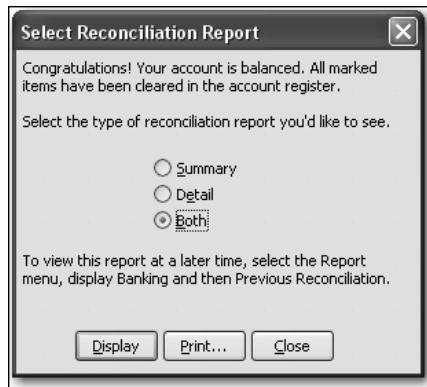 Select Reconciliation Report
Congratulations! Your account is balanced. All marked
items have been cleared in the account register.
Select the type of reconciliation report you'd like to see.
Summary
Detail
Both
To view this report at a later time, select the Report
menu, display Banking and then Previous Reconciliation.
Display Print... Close